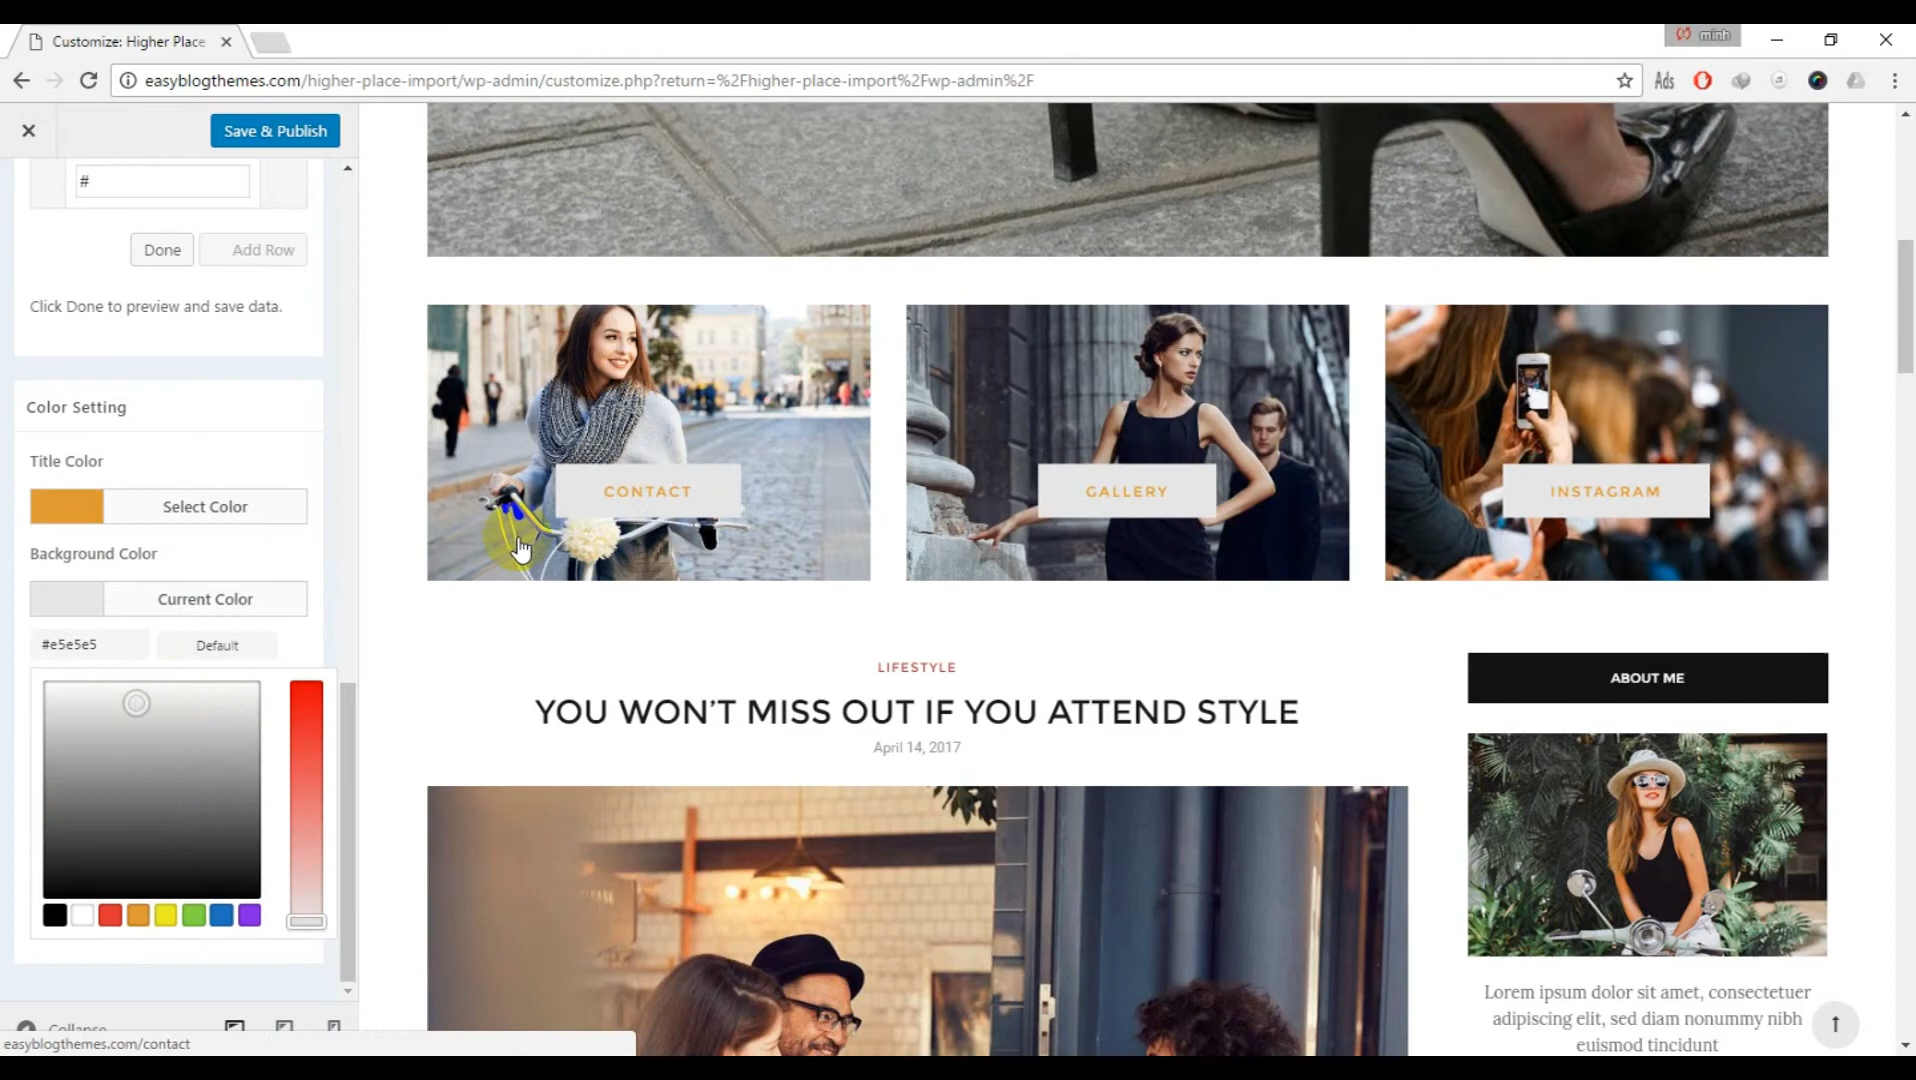 Customize: Higher Place
minh
easyblogthemes.com/higher-place-import/wp-admin/customize.php?return=%2Fhigher-place-import%2Fwp-admin%2F
Ads
Save & Publish
#
Done
Add Row
Click Done to preview and save data.
Color Setting
Title Color
Select Color
Background Color
Current Color
#e5e5e5
Default
Collapse
easyblogthemes.com/contact
CONTACT
GALLERY
INSTAGRAM
LIFESTYLE
YOU WON'T MISS OUT IF YOU ATTEND STYLE
April 14, 2017
ABOUT ME
Lorem ipsum dolor sit amet, consectetuer
adipiscing elit, sed diam nonummy nibh
euismod tincidunt